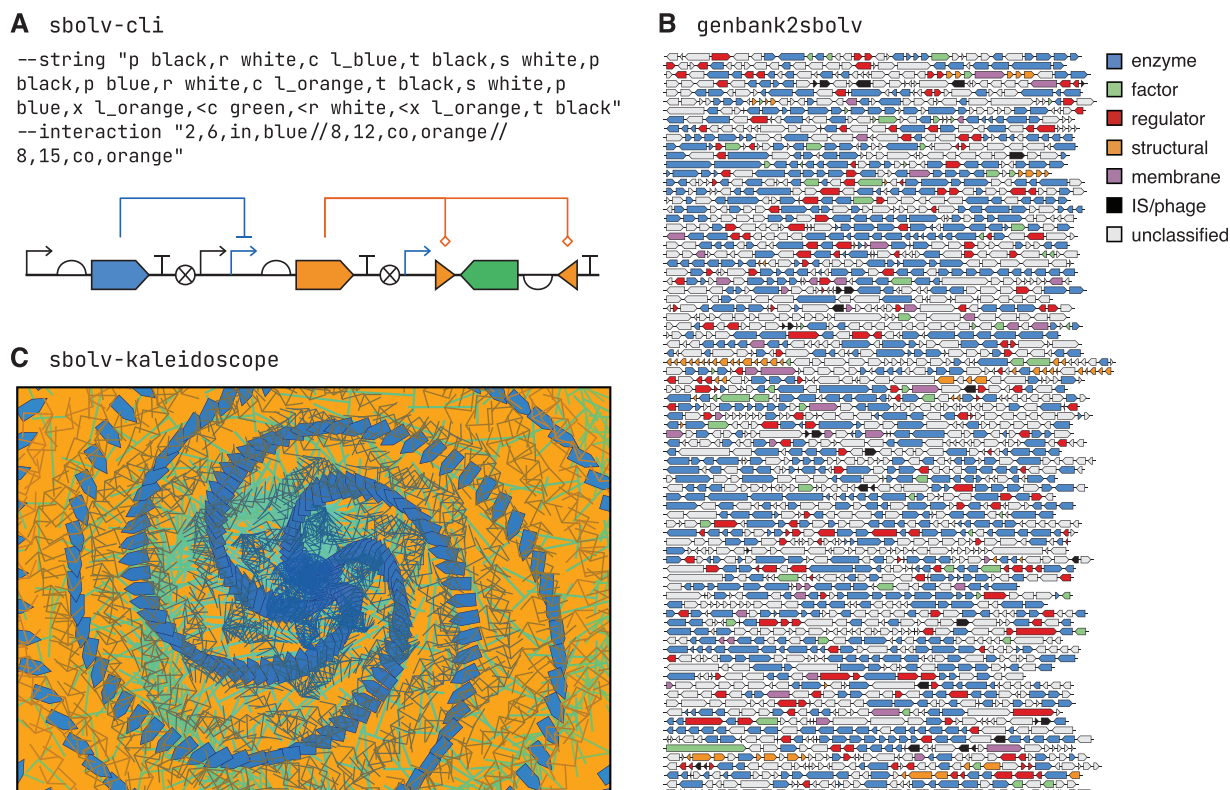 A sbolv-cli
--string "p black,r white,c l_blue,t black,s white,p
black,p blue,r white,c l_orange,t black,s white,p
blue,x l_orange,<c green,<r white,<x l_orange,t black"
--interaction "2,6,in,blue//8,12,co,orange//
8,15,co,orange"
B genbank2sbolv
enzyme
factor
regulator
structural
membrane
IS/phage
unclassified
C sbolv-kaleidoscope